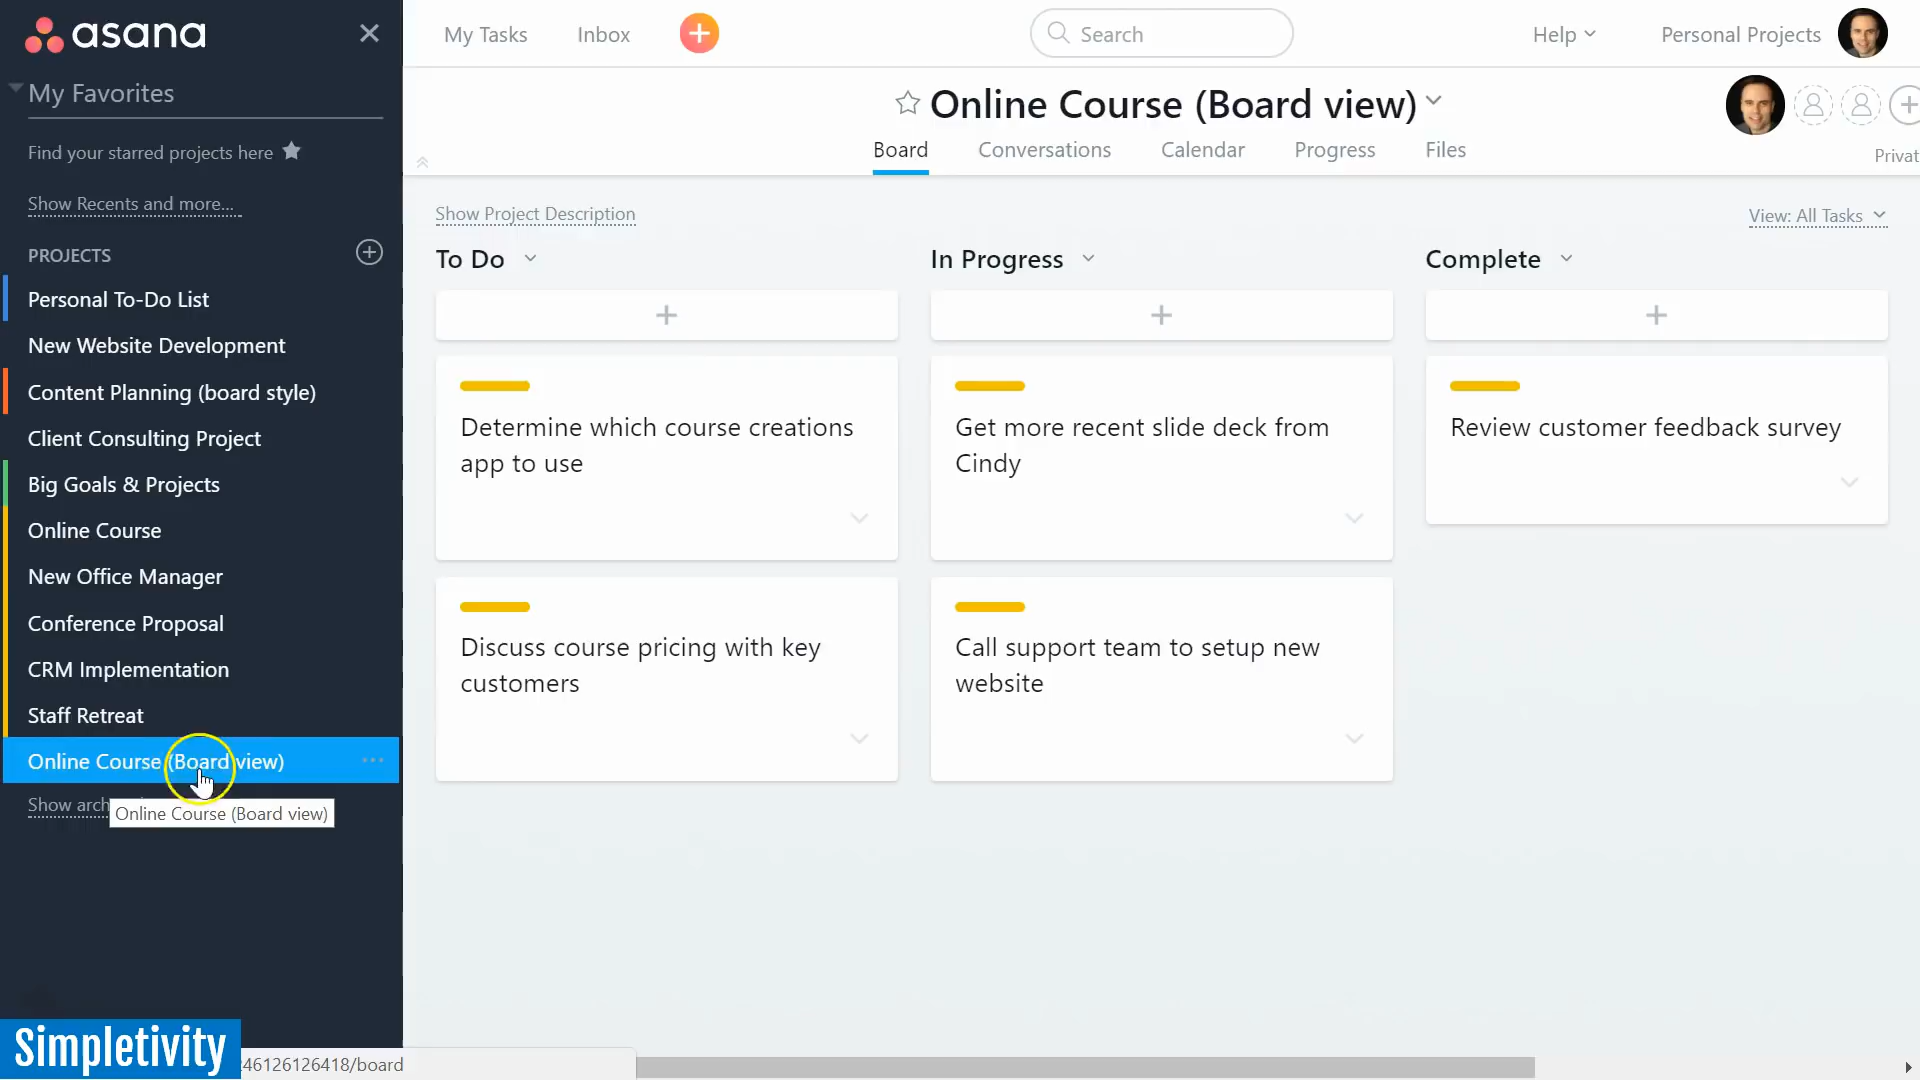 asana
My Favorites
Find your starred projects here
Show Recents and more...
PROJECTS
Personal To-Do List
New Website Development
Content Planning (board style)
Client Consulting Project
Big Goals & Projects
Online Course
New Office Manager
Conference Proposal
CRM Implementation
Staff Retreat
Online Course (Board view)
Show arch
Online Course (Board view)
Simpletivity
46126126418/board
My Tasks
Inbox
Search
Help
Personal Projects
Online Course (Board view)
Board
Conversations
Calendar
Progress
Files
Privat
Show Project Description
View: All Tasks
To Do
Determine which course creations
app to use
Discuss course pricing with key
customers
In Progress
Get more recent slide deck from
Cindy
Call support team to setup new
website
Complete
Review customer feedback survey